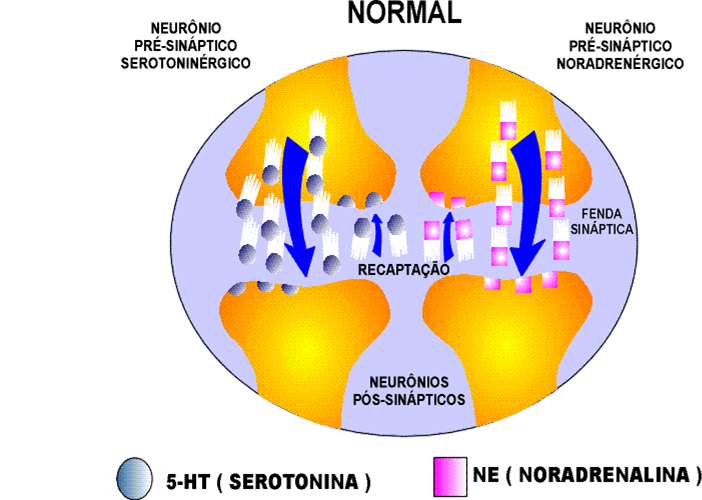 NORMAL
NEURÔNIO
PRÉ-SINÁPTICO
SEROTONINÉRGICO
NEURÔNIO
PRÉ-SINÁPTICO
NORADRENÉRGICO
FENDA
SINÁPTICA
RECAPTAÇÃO
NEURÔNIOS
PÓS-SINÁPTICOS
5-HT ( SEROTONINA )
NE ( NORADRENALINA )